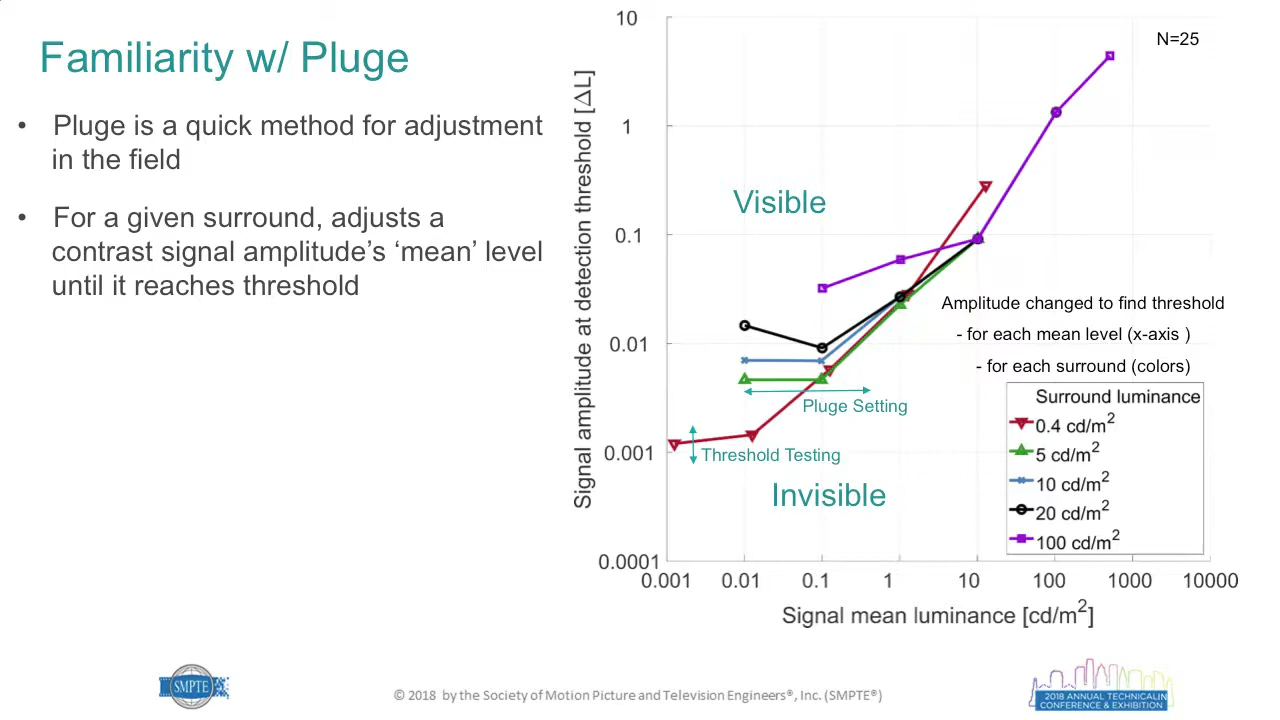 Familiarity w/ Pluge
• Pluge is a quick method for adjustment
in the field
• For a given surround, adjusts a
contrast signal amplitude’s ‘mean’ level
until it reaches threshold
Signal amplitude at detection threshold [ΔL]
10
1
0.1
0.01
0.001
0.0001
N=25
Visible
Amplitude changed to find threshold
- for each mean level (x-axis )
- for each surround (colors)
Pluge Setting
Threshold Testing
Invisible
Surround luminance
0.4 cd/m²
5 cd/m²
10 cd/m²
20 cd/m²
100 cd/m²
0.001 0.01 0.1 1 10 100 1000 10000
Signal mean luminance [cd/m²]
SMPTE
© 2018 by the Society of Motion Picture and Television Engineers®, Inc. (SMPTE®)
2018 ANNUAL TECHNICAL
CONFERENCE & EXHIBITION